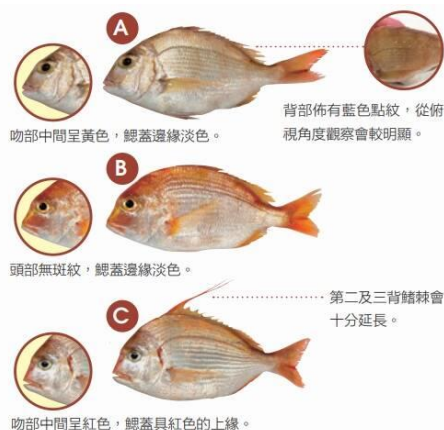 A
背部佈有藍色點紋，從俯
視角度觀察會較明顯。
吻部中間呈黃色，鰓蓋邊緣淡色。
B
頭部無斑紋，鰓蓋邊緣淡色。
C
第二及三背鰭棘會
十分延長。
吻部中間呈紅色，鰓蓋具紅色的上緣。